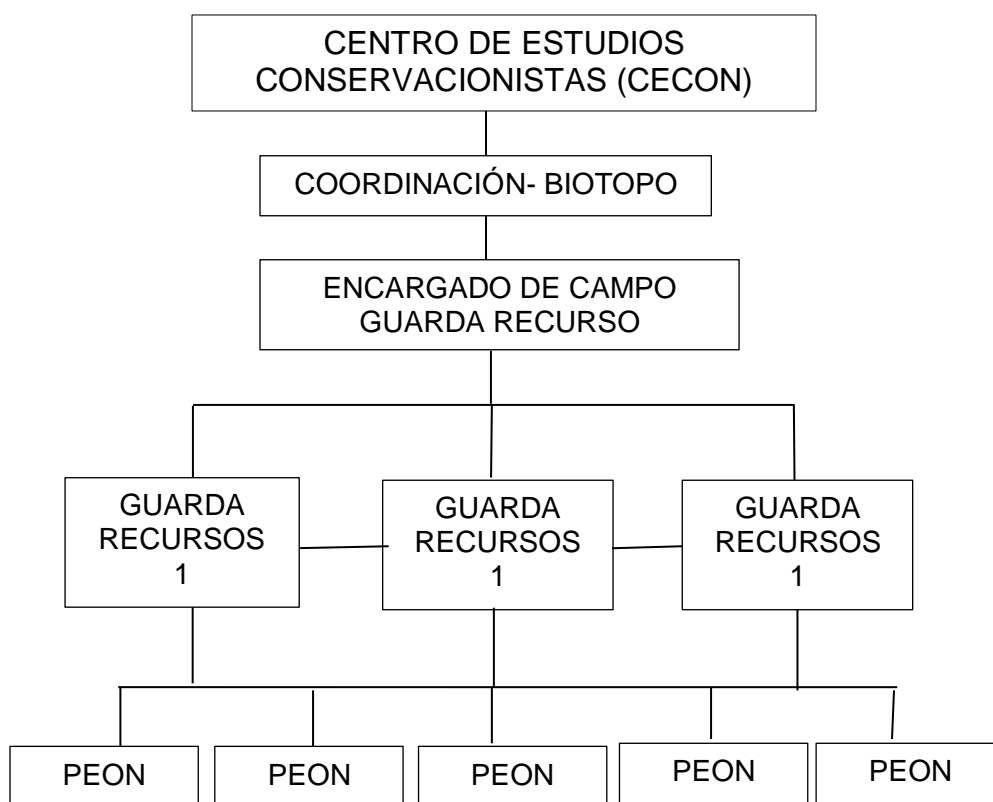 CENTRO DE ESTUDIOS
CONSERVACIONISTAS (CECON)
COORDINACIÓN- BIOTOPO
ENCARGADO DE CAMPO
GUARDA RECURSO
GUARDA
RECURSOS
1
GUARDA
RECURSOS
1
GUARDA
RECURSOS
1
PEON
PEON
PEON
PEON
PEON